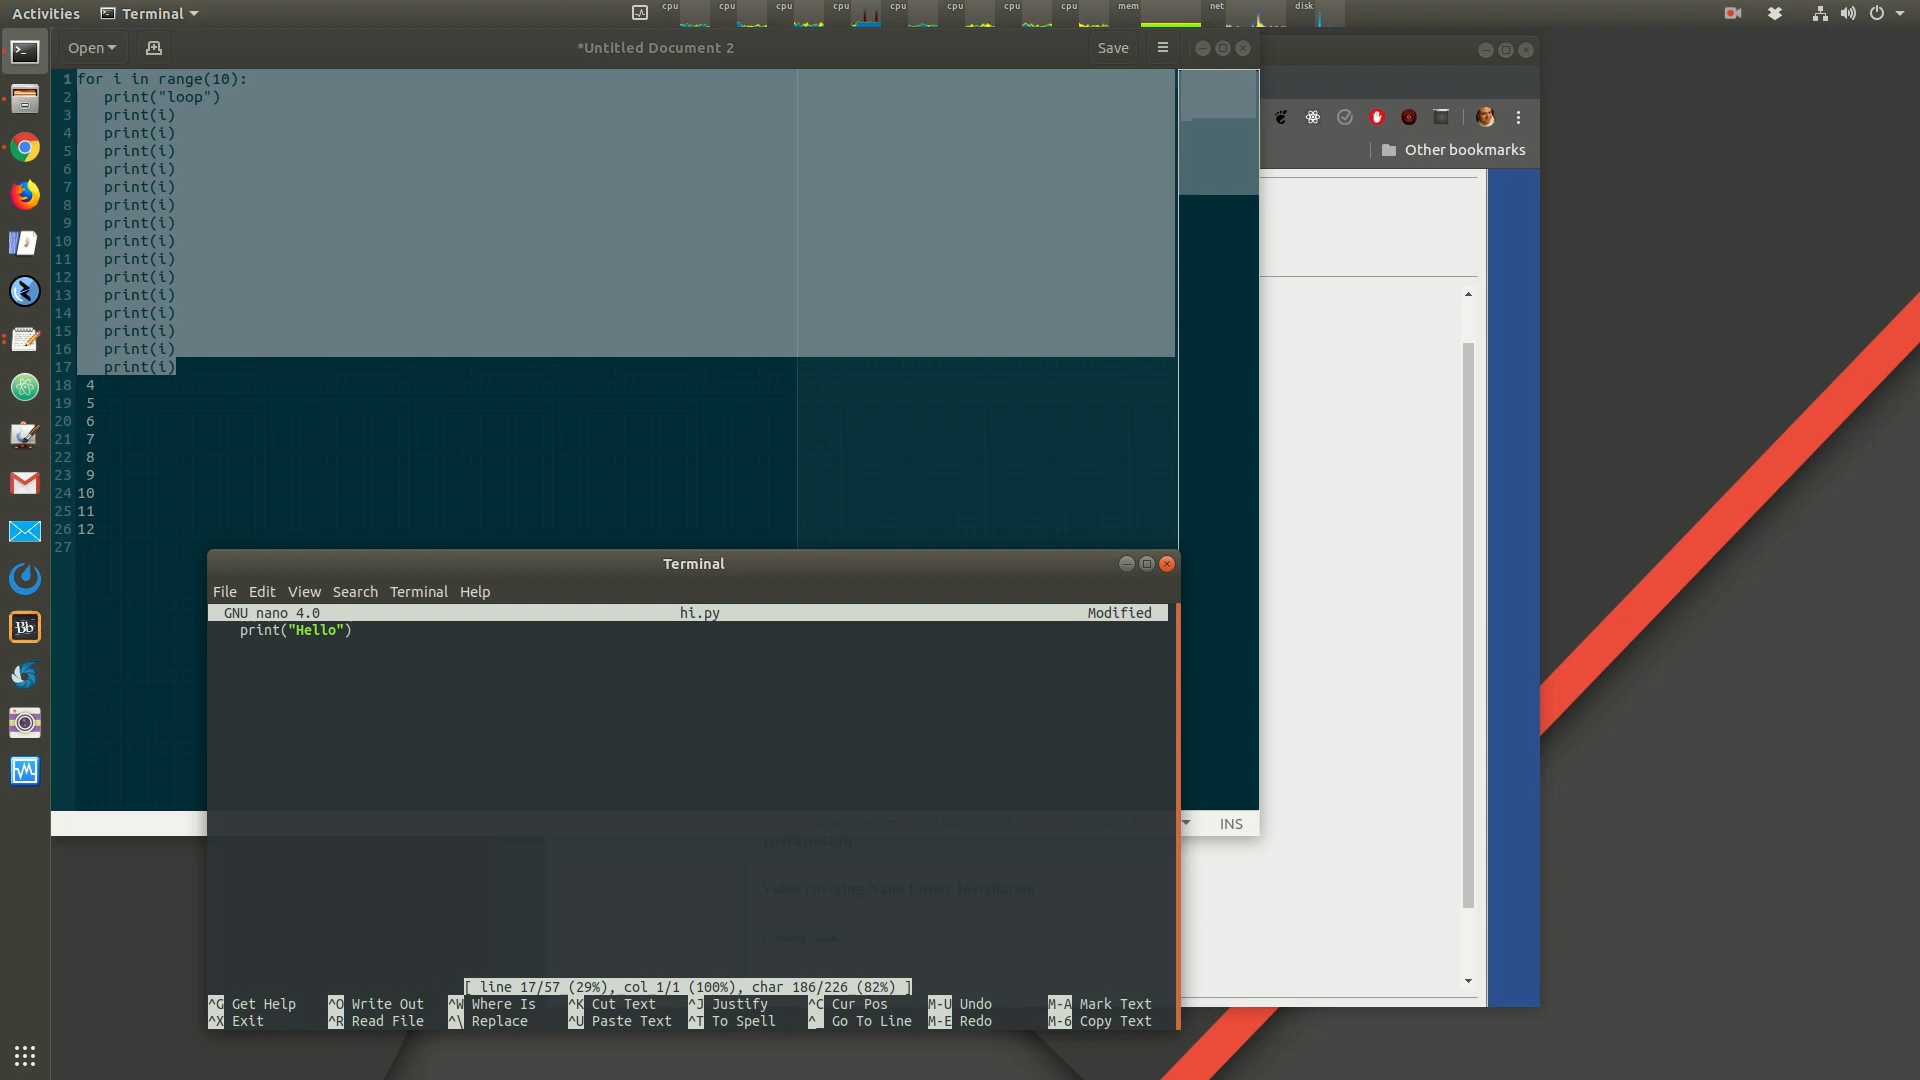 Activities
Terminal
cpu
cpu
cpu
cpu
cpu
cpu
cpu
cpu
mem
net
disk
Open
*Untitled Document 2
Save
1 for i in range(10):
2    print("loop")
3    print(i)
4    print(i)
5    print(i)
6    print(i)
7    print(i)
8    print(i)
9    print(i)
10    print(i)
11    print(i)
12    print(i)
13    print(i)
14    print(i)
15    print(i)
16    print(i)
17    print(i)
18  4
19  5
20  6
21  7
22  8
23  9
24 10
25 11
26 12
27
Other bookmarks
Bb
Terminal
File Edit View Search Terminal Help
GNU nano 4.0 hi.py Modified
print("Hello")
Installation
Video covering Nano Editor Installation
INS
[ line 17/57 (29%), col 1/1 (100%), char 186/226 (82%) ]
^G Get Help ^O Write Out ^W Where Is ^K Cut Text ^J Justify ^C Cur Pos M-U Undo M-A Mark Text
^X Exit ^R Read File ^\ Replace ^U Paste Text ^T To Spell ^_ Go To Line M-E Redo M-6 Copy Text